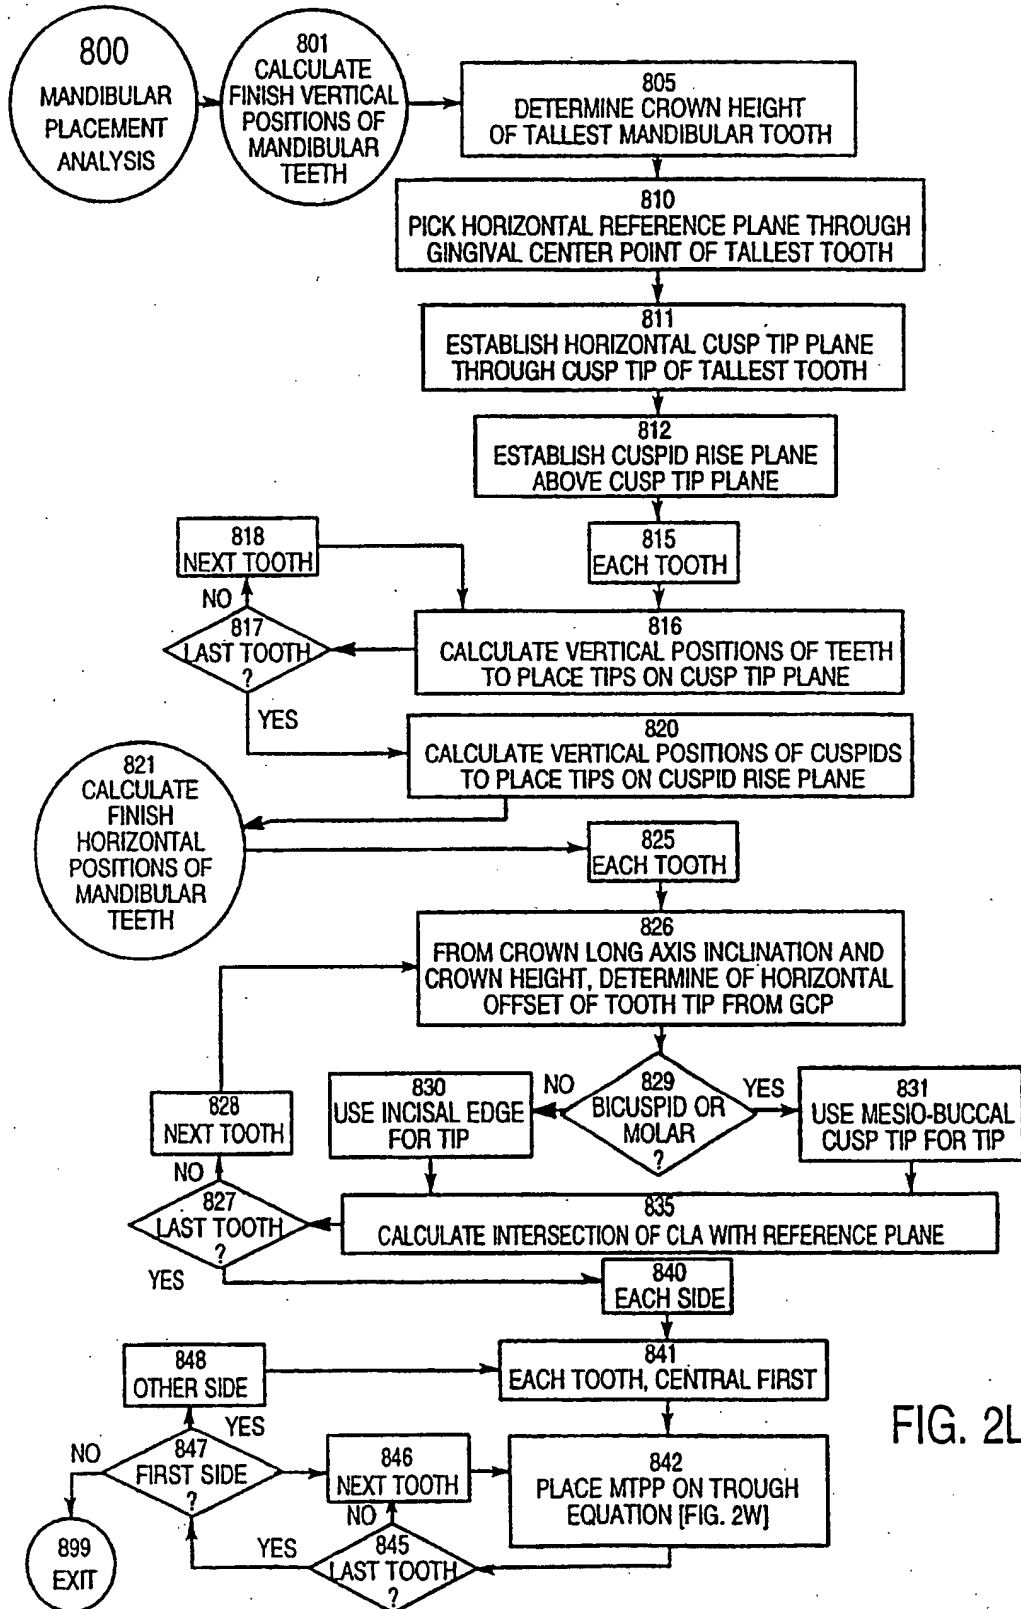 800
MANDIBULAR
PLACEMENT
ANALYSIS
801
CALCULATE
FINISH VERTICAL
POSITIONS OF
MANDIBULAR
TEETH
805
DETERMINE CROWN HEIGHT
OF TALLEST MANDIBULAR TOOTH
810
PICK HORIZONTAL REFERENCE PLANE THROUGH
GINGIVAL CENTER POINT OF TALLEST TOOTH
811
ESTABLISH HORIZONTAL CUSP TIP PLANE
THROUGH CUSP TIP OF TALLEST TOOTH
812
ESTABLISH CUSPID RISE PLANE
ABOVE CUSP TIP PLANE
815
EACH TOOTH
818
NEXT TOOTH
NO
816
CALCULATE VERTICAL POSITIONS OF TEETH
TO PLACE TIPS ON CUSP TIP PLANE
817
LAST TOOTH
?
YES
820
CALCULATE VERTICAL POSITIONS OF CUSPIDS
TO PLACE TIPS ON CUSPID RISE PLANE
821
CALCULATE
FINISH
HORIZONTAL
POSITIONS OF
MANDIBULAR
TEETH
825
EACH TOOTH
826
FROM CROWN LONG AXIS INCLINATION AND
CROWN HEIGHT, DETERMINE OF HORIZONTAL
OFFSET OF TOOTH TIP FROM GCP
829
BICUSPID OR
MOLAR
?
NO
YES
830
USE INCISAL EDGE
FOR TIP
831
USE MESIO-BUCCAL
CUSP TIP FOR TIP
828
NEXT TOOTH
NO
827
LAST TOOTH
?
YES
835
CALCULATE INTERSECTION OF CLA WITH REFERENCE PLANE
840
EACH SIDE
841
EACH TOOTH, CENTRAL FIRST
848
OTHER SIDE
YES
847
FIRST SIDE
?
NO
846
NEXT TOOTH
NO
842
PLACE MTPP ON TROUGH
EQUATION [FIG. 2W]
845
LAST TOOTH
?
YES
899
EXIT
FIG. 2L